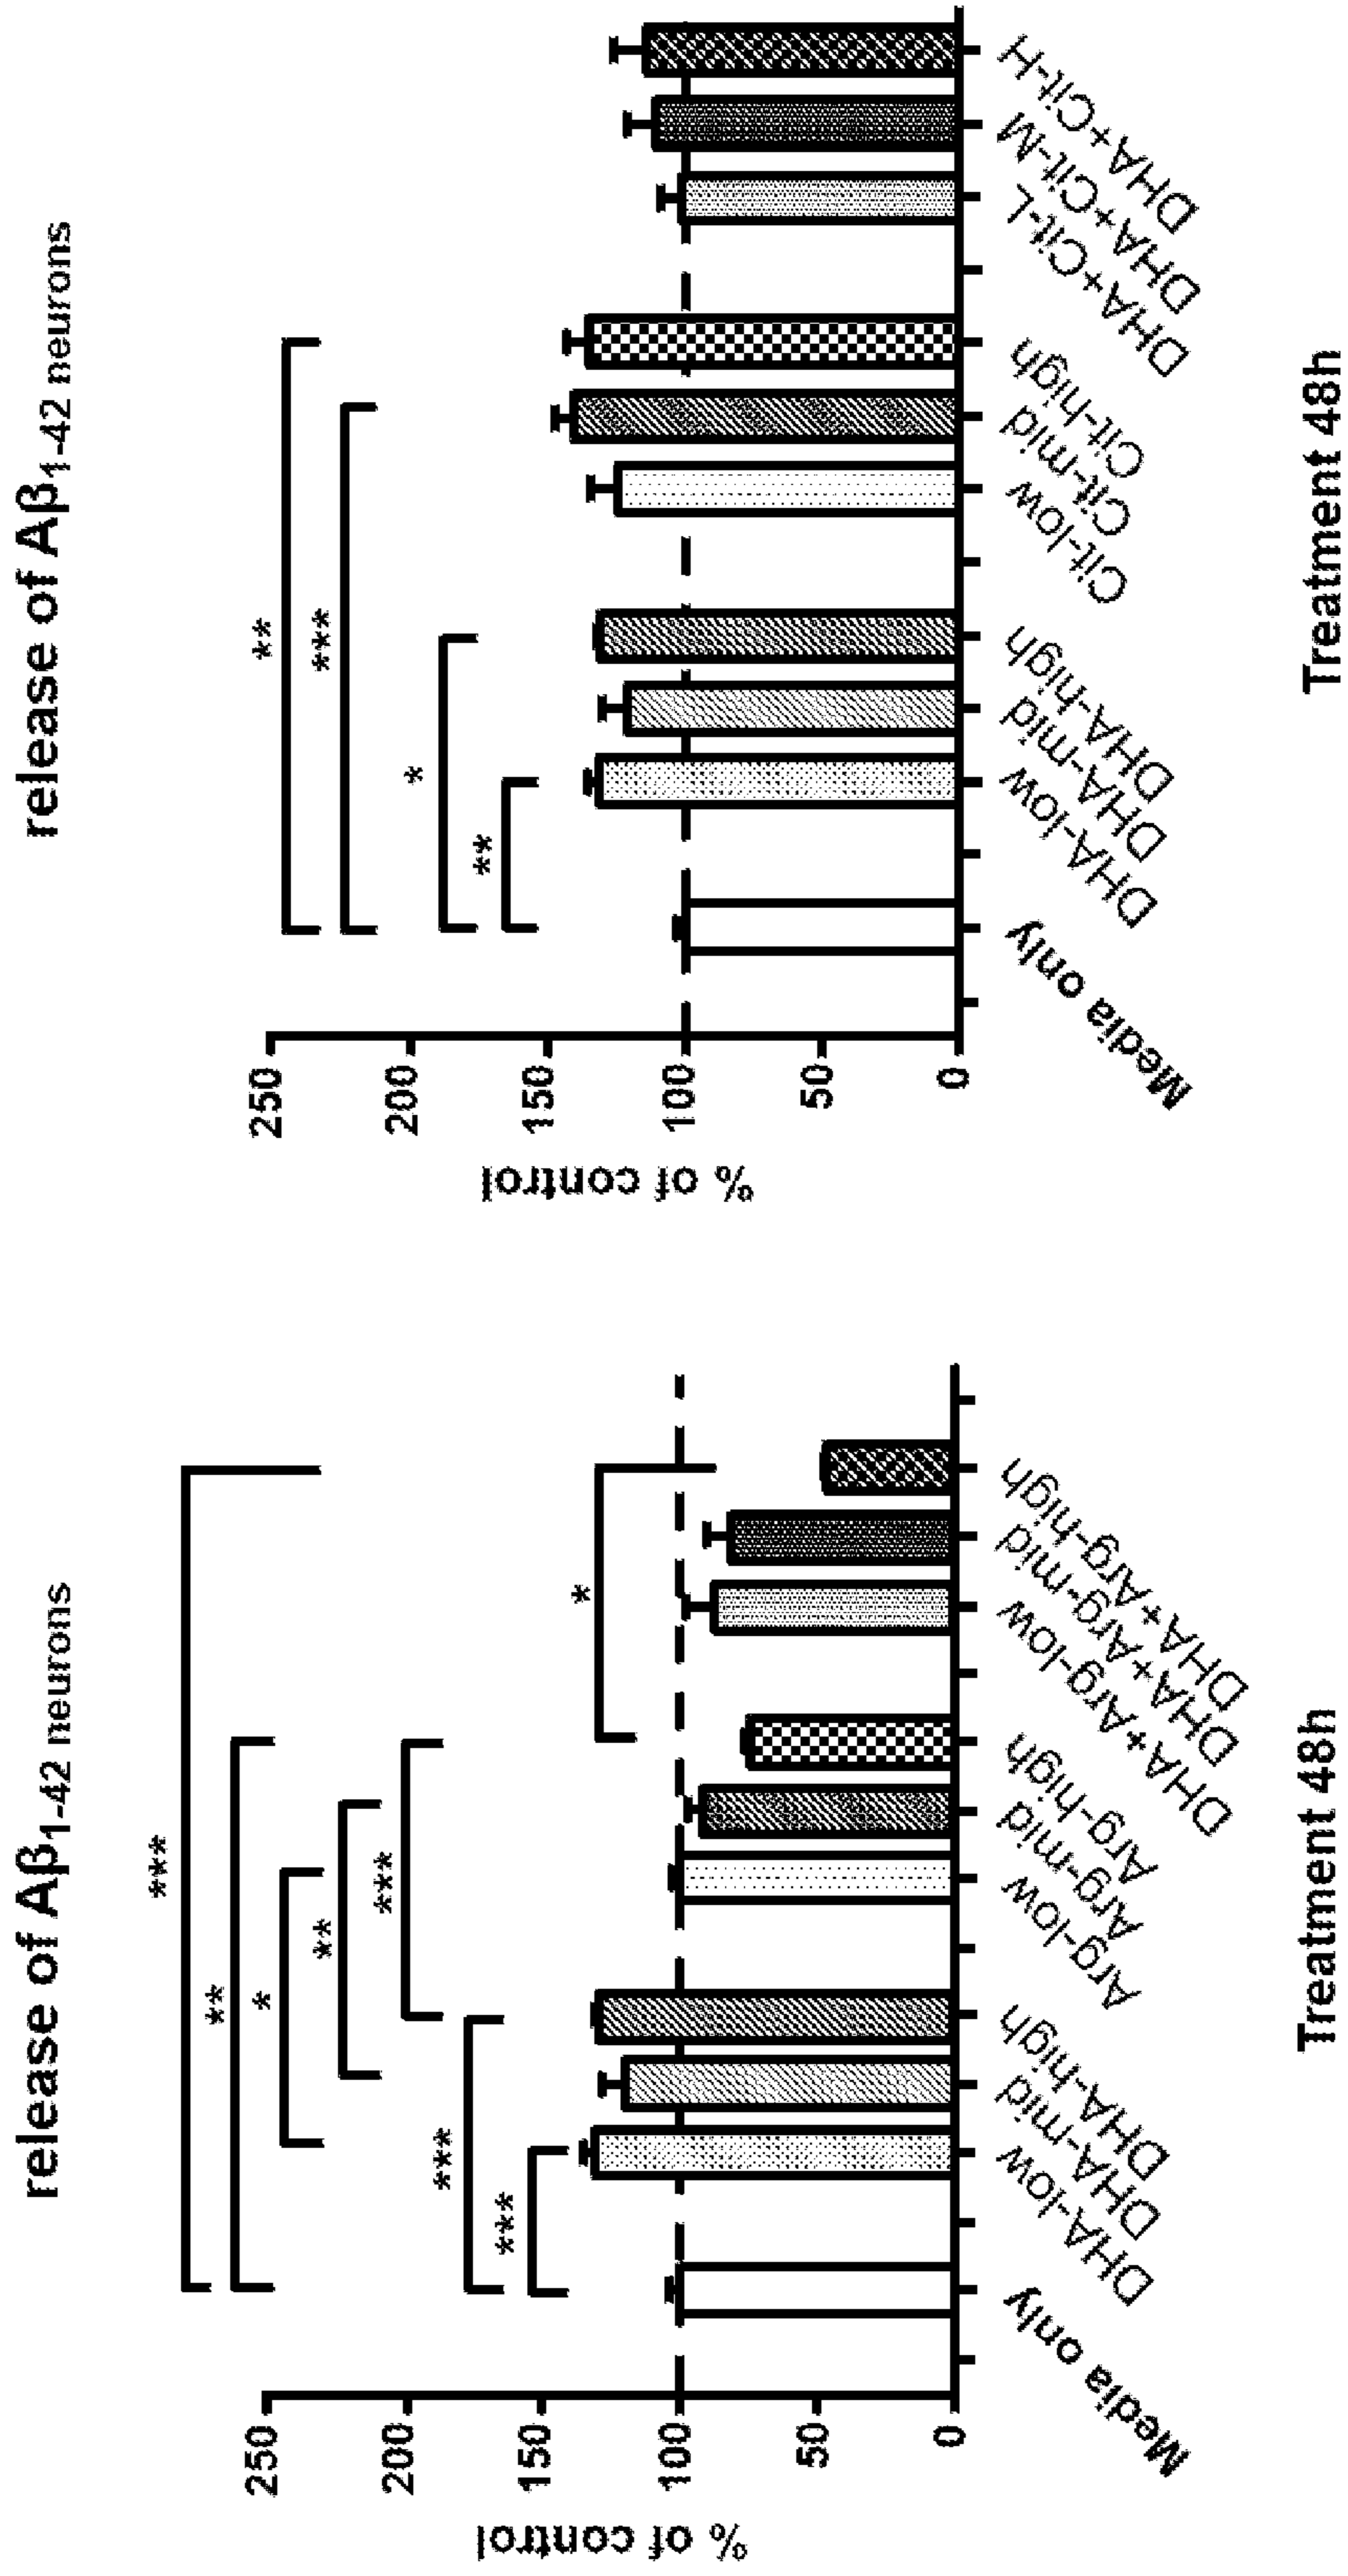 release of Aβ1-42 neurons
***
**
*
**
***
***
***
*
250
200
150
100
50
0
% of control
Media only
DHA-low
DHA-mid
DHA-high
Arg-low
Arg-mid
Arg-high
DHA+Arg-low
DHA+Arg-mid
DHA+Arg-high
Treatment 48h
release of Aβ1-42 neurons
**
***
*
**
250
200
150
100
50
0
% of control
Media only
DHA-low
DHA-mid
DHA-high
Cit-low
Cit-mid
Cit-high
DHA+Cit-L
DHA+Cit-M
DHA+Cit-H
Treatment 48h